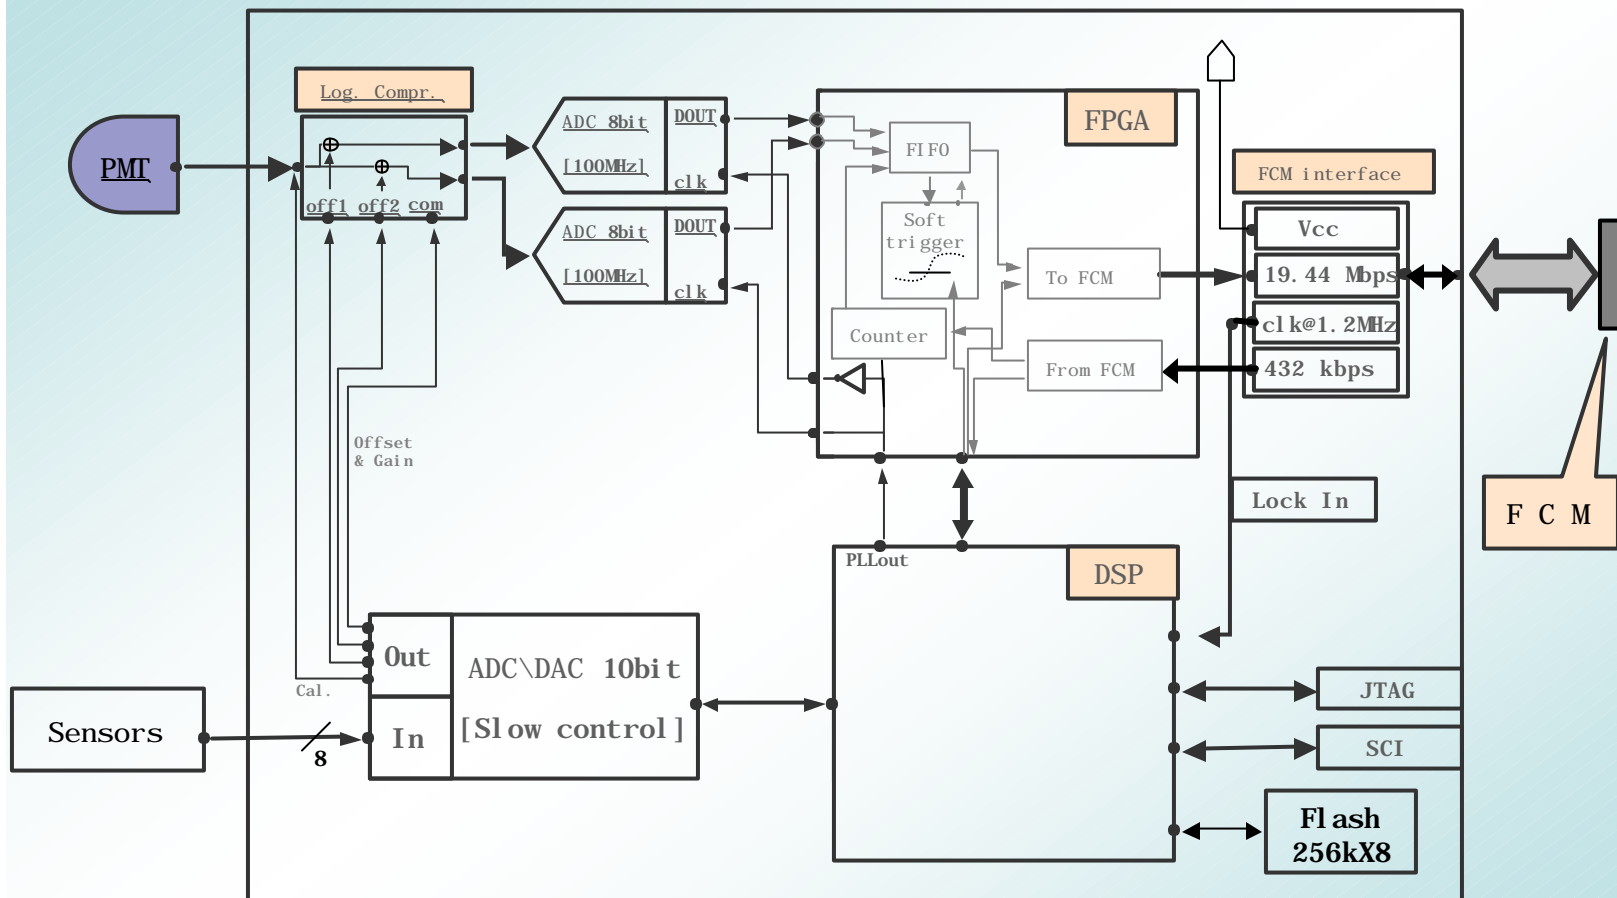 Log. Compr.
PMT
off1 off2 com
ADC 8bit
[100MHz]
DOUT
clk
ADC 8bit
[100MHz]
DOUT
clk
FPGA
FIFO
Soft
trigger
Counter
To FCM
From FCM
FCM interface
Vcc
19.44 Mbps
clk@1.2MHz
432 kbps
F C M
Offset
& Gain
Lock In
PLLout
DSP
Cal.
Out
In
ADC\DAC 10bit
[Slow control]
Sensors
8
JTAG
SCI
Flash
256kX8